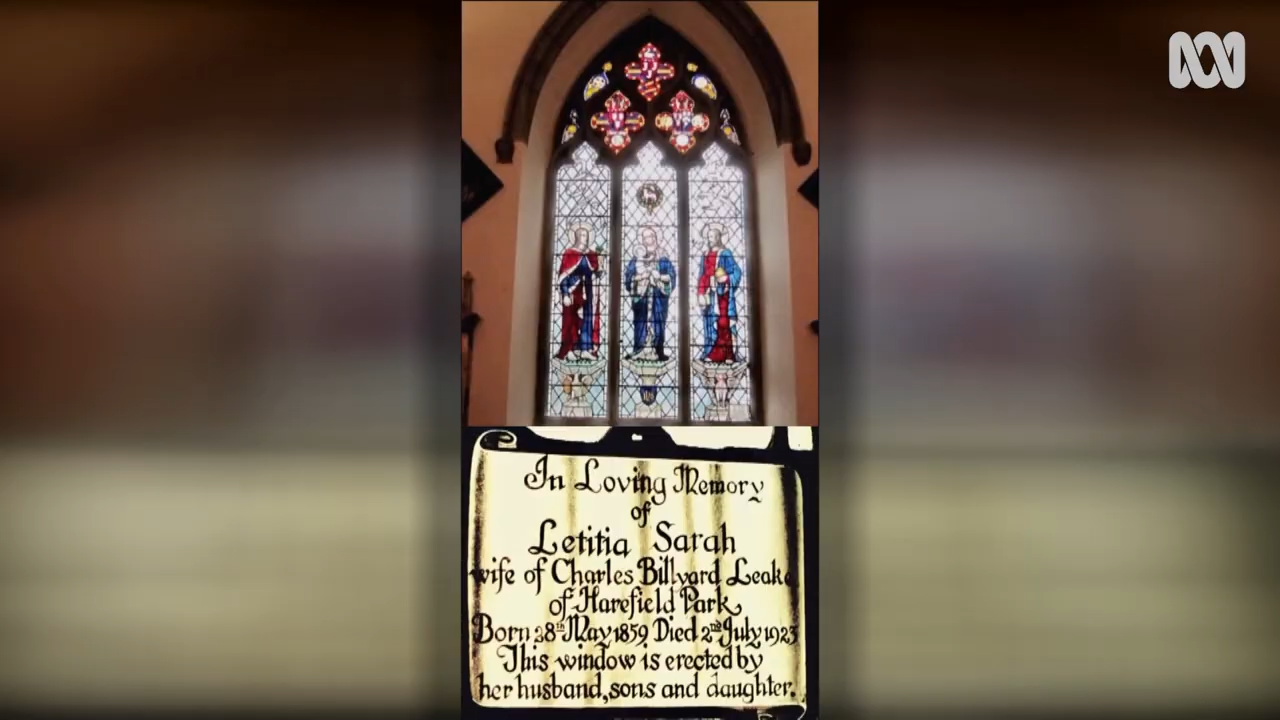 In Loving Memory
of
Letitia Sarah
wife of Charles Billyard Leake
of Harefield Park
Born 28th May 1859 Died 2nd July 1923
This window is erected by
her husband, sons and daughter.